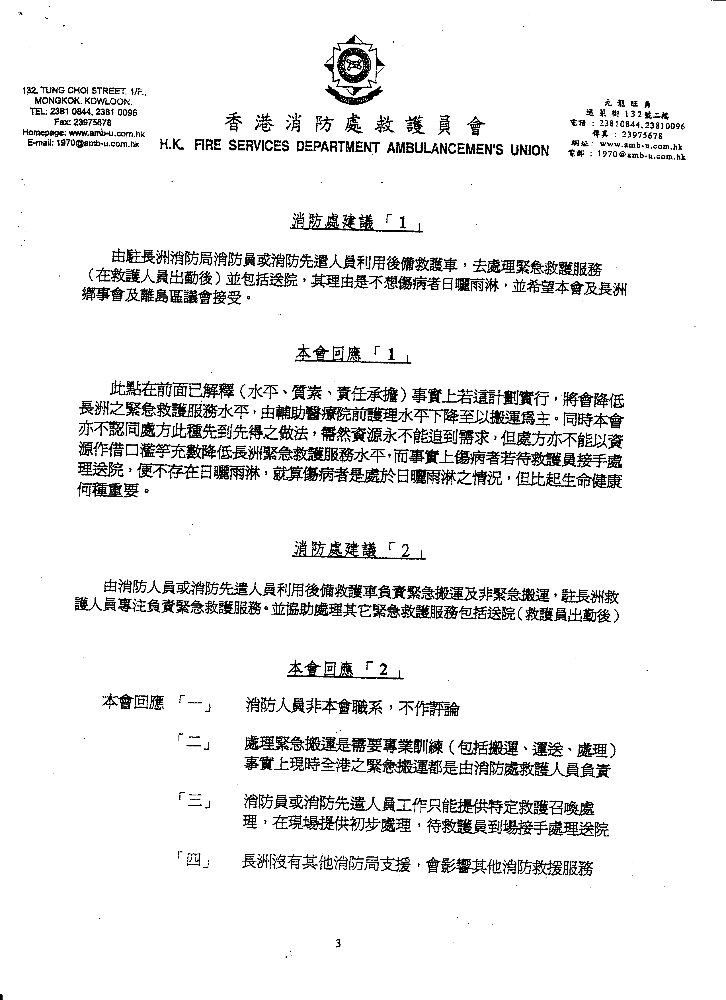 132, TUNG CHOI STREET, 1/F.,
MONGKOK. KOWLOON.
TEL: 2381 0844, 2381 0096
Fax: 23975678
Homepage: www.amb-u.com.hk
E-mail: 1970@amb-u.com.hk
香港消防處救護員會
H.K. FIRE SERVICES DEPARTMENT AMBULANCEMEN'S UNION
九龍旺角
通菜街132號二樓
電話：23810844,23810096
傳真：23975678
網址：www.amb-u.com.hk
電郵：1970@amb-u.com.hk
消防處建議「1」
由駐長洲消防局消防員或消防先遣人員利用後備救護車，去處理緊急救護服務
（在救護人員出勤後）並包括送院，其理由是不想傷病者日曬雨淋，並希望本會及長洲
鄉事會及離島區議會接受。
本會回應「1」
此點在前面已解釋（水平、質素、責任承擔）事實上若這計劃實行，將會降低
長洲之緊急救護服務水平，由輔助醫療院前護理水平下降至以搬運為主。同時本會
亦不認同處方此種先到先得之做法，需然資源永不能追到需求，但處方亦不能以資
源作借口濫竽充數降低長洲緊急救護服務水平，而事實上傷病者若待救護員接手處
理送院，便不存在日曬雨淋，就算傷病者是處於日曬雨淋之情況，但比起生命健康
何種重要。
消防處建議「2」
由消防人員或消防先遣人員利用後備救護車負責緊急搬運及非緊急搬運，駐長洲救
護人員專注負責緊急救護服務。並協助處理其它緊急救護服務包括送院（救護員出勤後）
本會回應「2」
本會回應「一」 消防人員非本會職系，不作評論
「二」 處理緊急搬運是需要專業訓練（包括搬運、運送、處理）
事實上現時全港之緊急搬運都是由消防處救護人員負責
「三」 消防員或消防先遣人員工作只能提供特定救護召喚處
理，在現場提供初步處理，待救護員到場接手處理送院
「四」 長洲沒有其他消防局支援，會影響其他消防救援服務
3